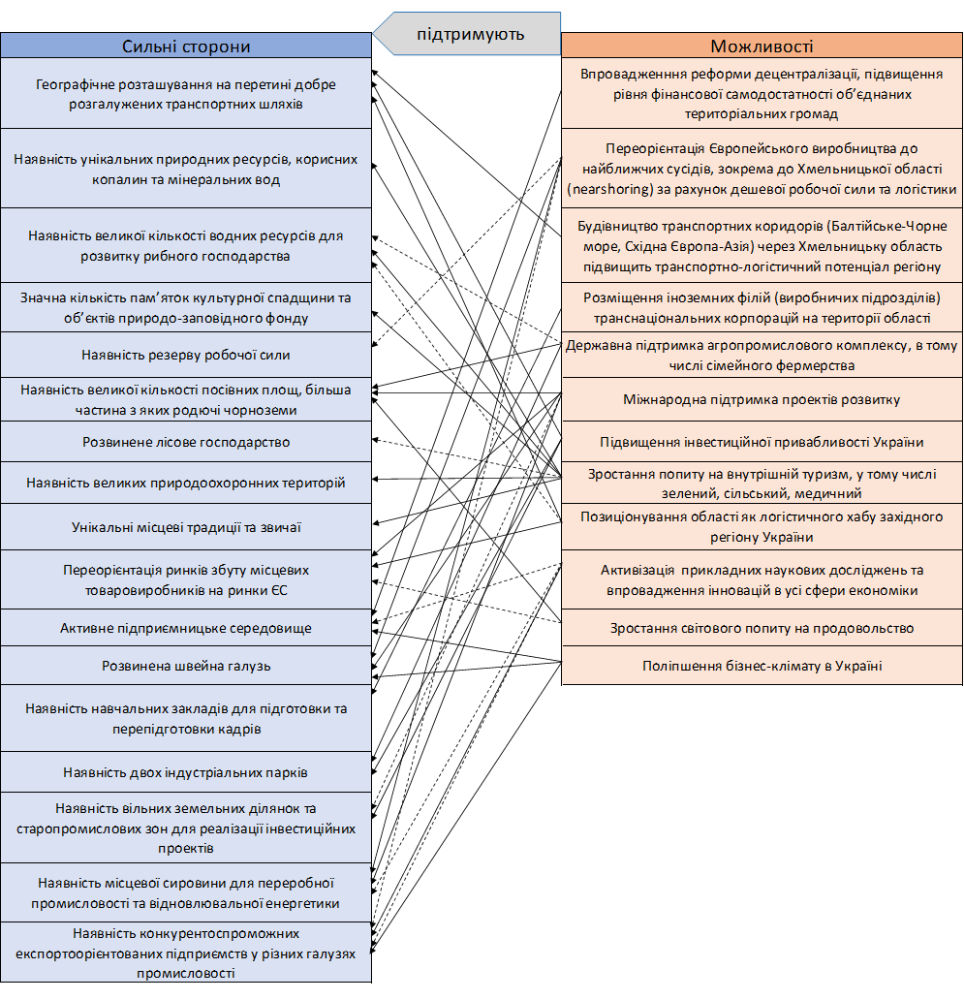 підтримують
Сильні сторони
Географічне розташування на перетині добре
розгалужених транспортних шляхів
Наявність унікальних природних ресурсів, корисних
копалин та мінеральних вод
Наявність великої кількості водних ресурсів для
розвитку рибного господарства
Значна кількість пам’яток культурної спадщини та
об’єктів природо-заповідного фонду
Наявність резерву робочої сили
Наявність великої кількості посівних площ, більша
частина з яких родючі чорноземи
Розвинене лісове господарство
Наявність великих природоохоронних територій
Унікальні місцеві традиції та звичаї
Переорієнтація ринків збуту місцевих
товаровиробників на ринки ЄС
Активне підприємницьке середовище
Розвинена швейна галузь
Наявність навчальних закладів для підготовки та
перепідготовки кадрів
Наявність двох індустріальних парків
Наявність вільних земельних ділянок та
старопромислових зон для реалізації інвестиційних
проектів
Наявність місцевої сировини для переробної
промисловості та відновлювальної енергетики
Наявність конкурентоспроможних
експортоорієнтованих підприємств у різних галузях
промисловості
Можливості
Впровадженння реформи децентралізації, підвищення
рівня фінансової самодостатності об’єднаних
територіальних громад
Переорієнтація Європейського виробництва до
найближчих сусідів, зокрема до Хмельницької області
(nearshoring) за рахунок дешевої робочої сили та логістики
Будівництво транспортних коридорів (Балтійське-Чорне
море, Східна Європа-Азія) через Хмельницьку область
підвищить транспортно-логістичний потенціал регіону
Розміщення іноземних філій (виробничих підрозділів)
транснаціональних корпорацій на території області
Державна підтримка агропромислового комплексу, в тому
числі сімейного фермерства
Міжнародна підтримка проектів розвитку
Підвищення інвестиційної привабливості України
Зростання попиту на внутрішній туризм, у тому числі
зелений, сільський, медичний
Позиціонування області як логістичного хабу західного
регіону України
Активізація прикладних наукових досліджень та
впровадження інновацій в усі сфери економіки
Зростання світового попиту на продовольство
Поліпшення бізнес-клімату в Україні